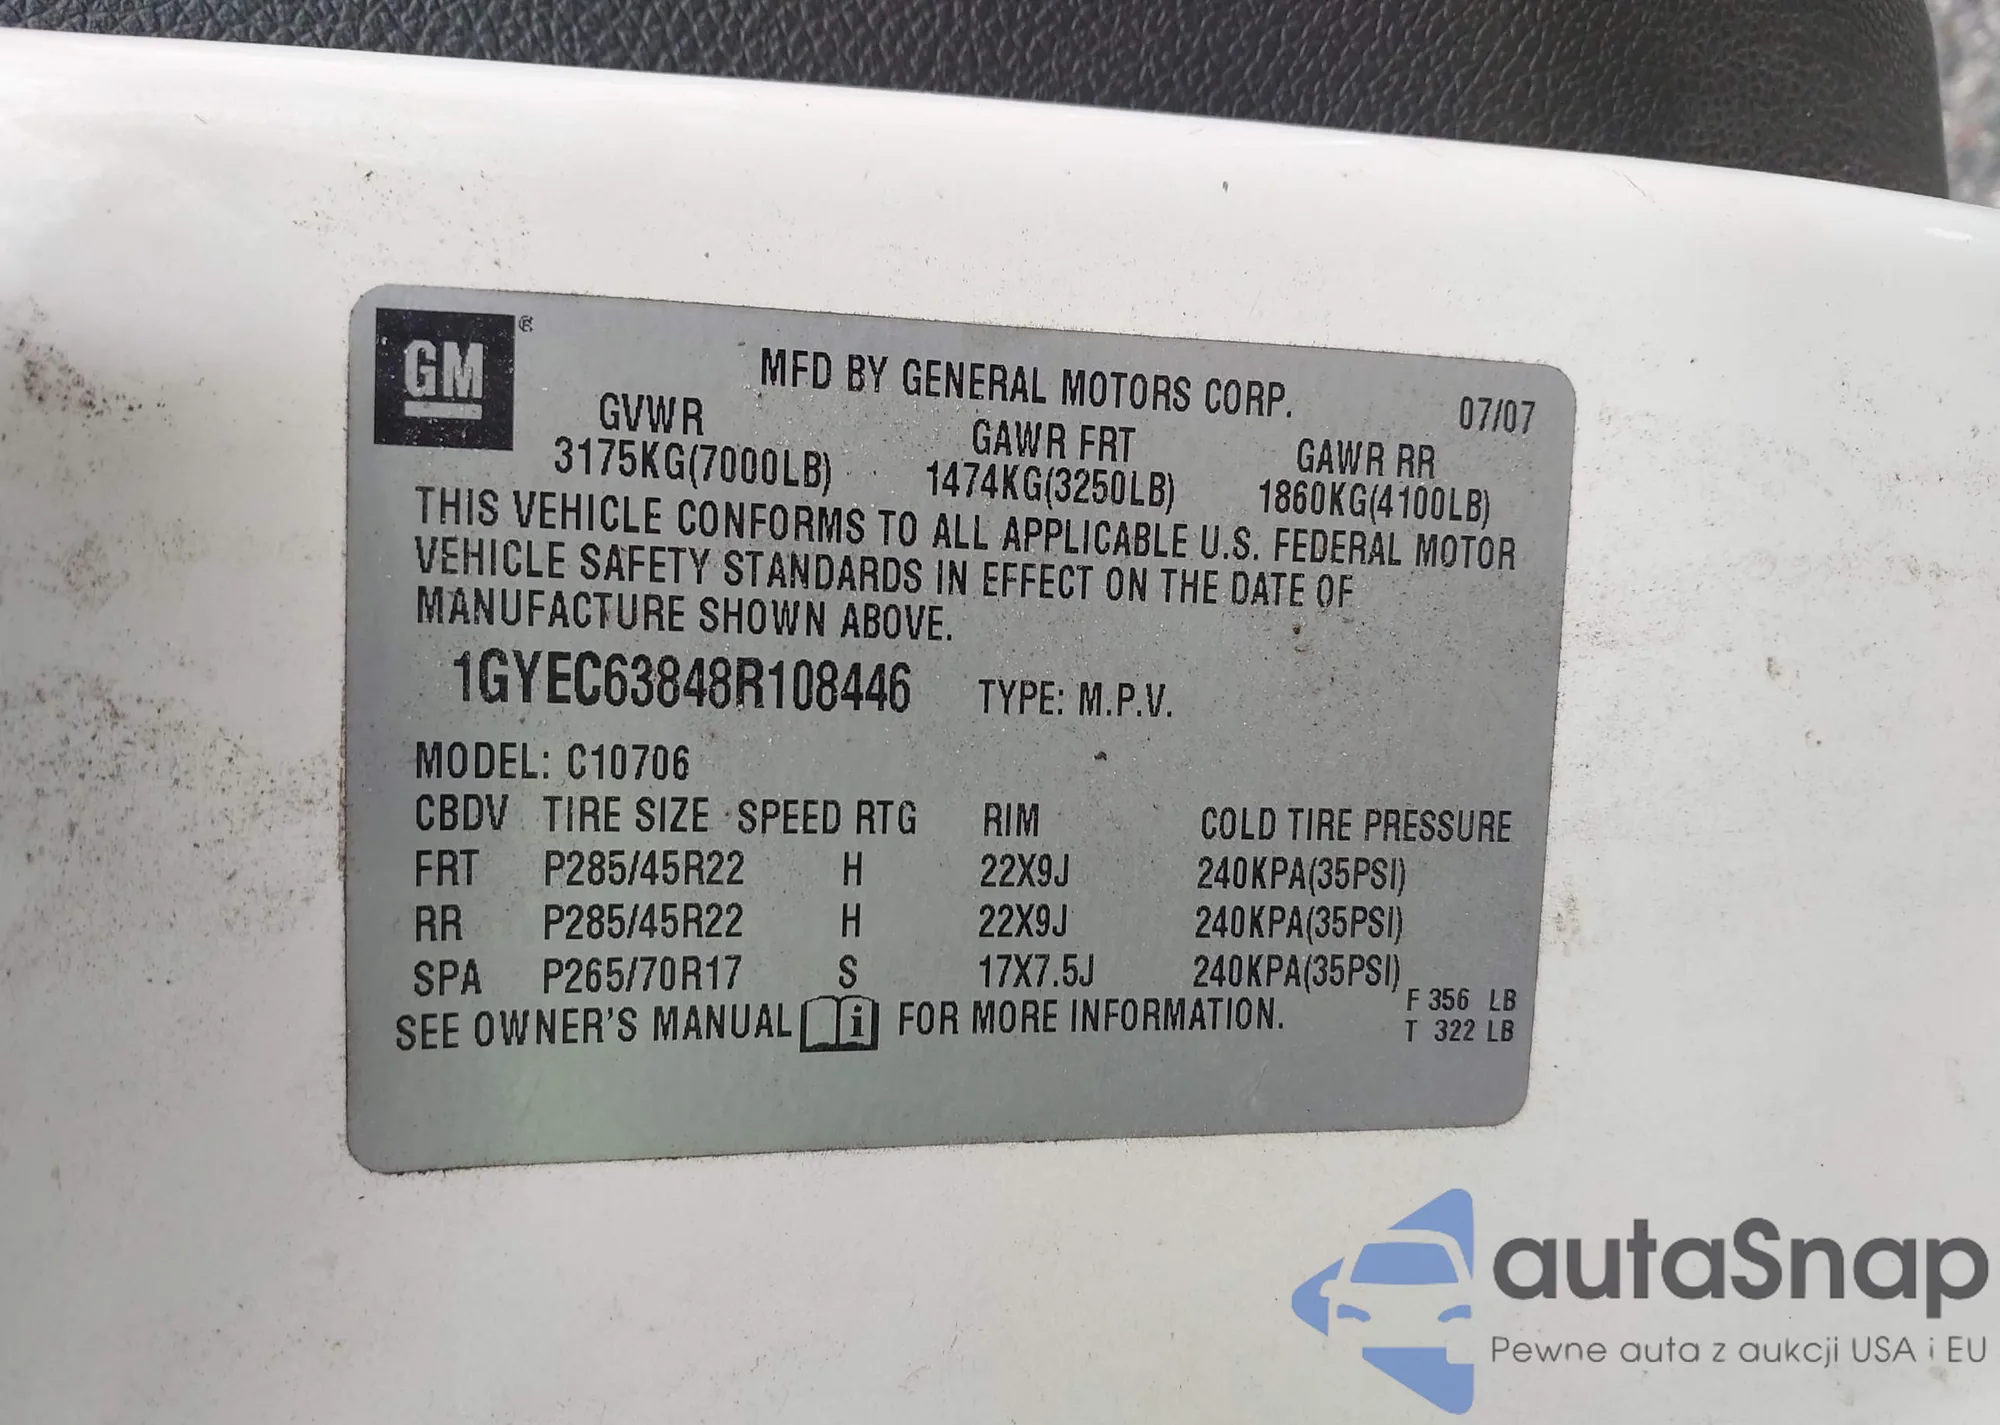 GM
MFD BY GENERAL MOTORS CORP.
07/07
GVWR GAWR FRT GAWR RR
3175KG(7000LB) 1474KG(3250LB) 1860KG(4100LB)
THIS VEHICLE CONFORMS TO ALL APPLICABLE U.S. FEDERAL MOTOR
VEHICLE SAFETY STANDARDS IN EFFECT ON THE DATE OF
MANUFACTURE SHOWN ABOVE.
1GYEC63848R108446 TYPE: M.P.V.
MODEL: C10706
CBDV TIRE SIZE SPEED RTG RIM COLD TIRE PRESSURE
FRT P285/45R22 H 22X9J 240KPA(35PSI)
RR P285/45R22 H 22X9J 240KPA(35PSI)
SPA P265/70R17 S 17X7.5J 240KPA(35PSI)
SEE OWNER'S MANUAL i FOR MORE INFORMATION.
F 356 LB
T 322 LB
autaSnap
Pewne auta z aukcji USA i EU